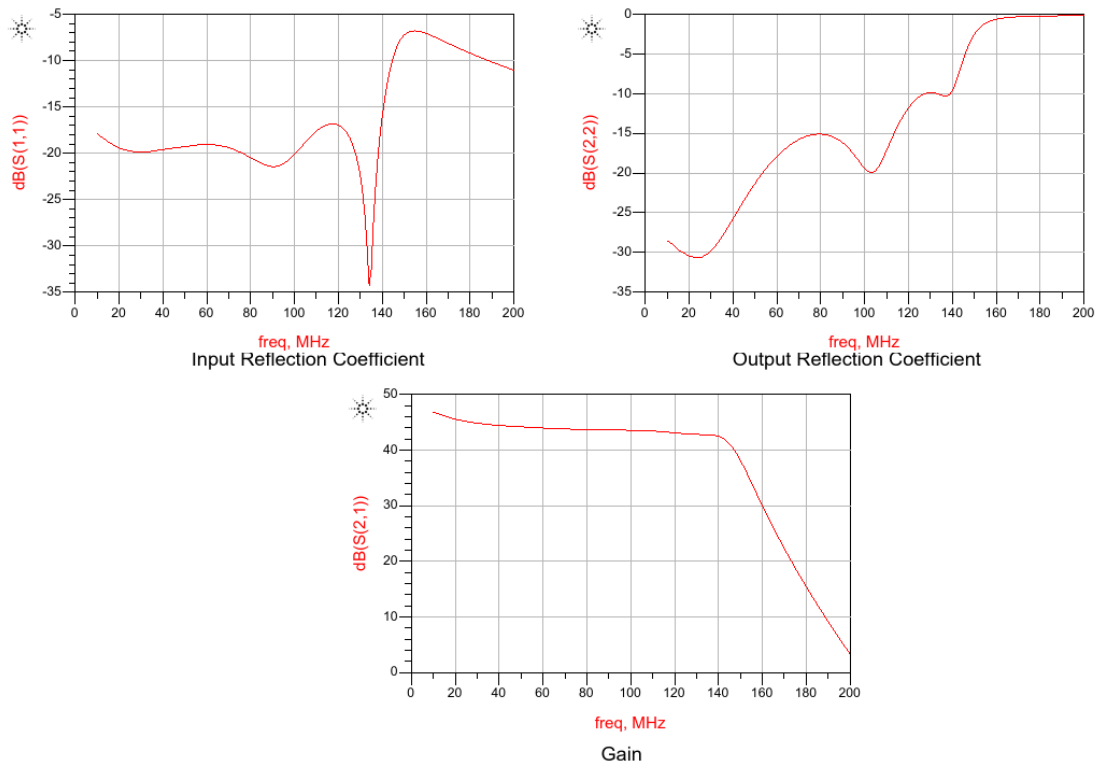 -5
-10
-15
-20
-25
-30
-35
dB(S(1,1))
0 20 40 60 80 100 120 140 160 180 200
freq, MHz
Input Reflection Coefficient
0
-5
-10
-15
-20
-25
-30
-35
dB(S(2,2))
0 20 40 60 80 100 120 140 160 180 200
freq, MHz
Output Reflection Coefficient
50
40
30
20
10
0
dB(S(2,1))
0 20 40 60 80 100 120 140 160 180 200
freq, MHz
Gain